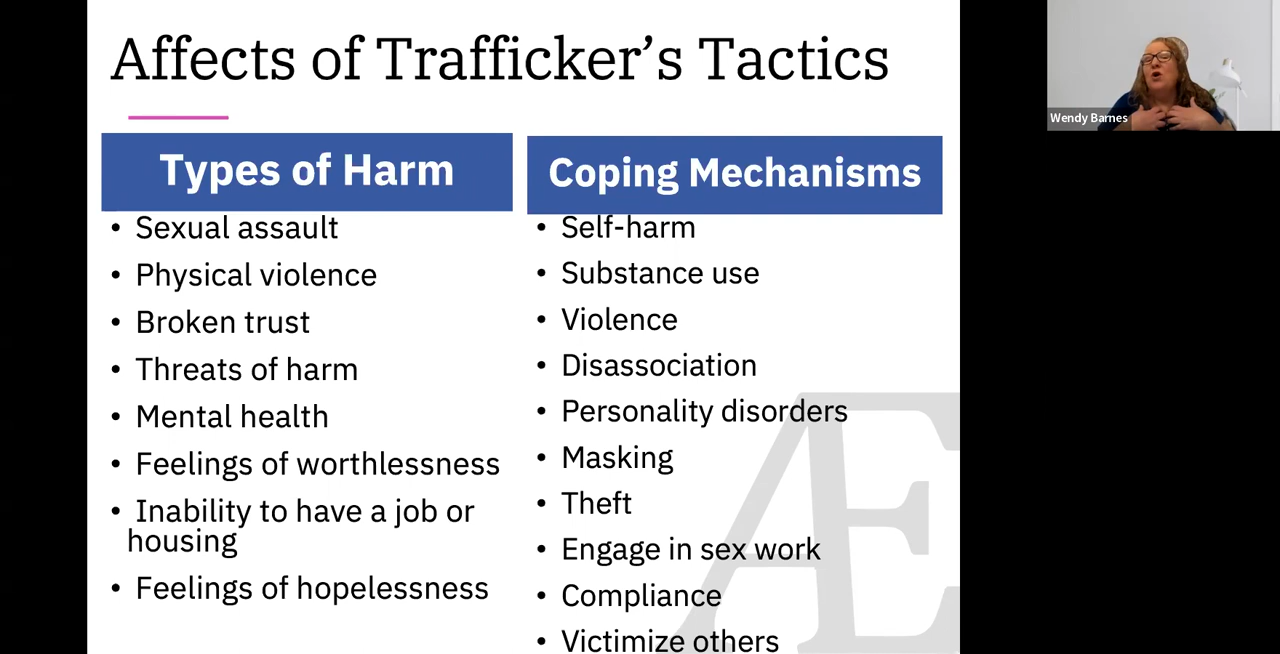 Affects of Trafficker’s Tactics
Types of Harm
• Sexual assault
• Physical violence
• Broken trust
• Threats of harm
• Mental health
• Feelings of worthlessness
• Inability to have a job or
housing
• Feelings of hopelessness
Coping Mechanisms
• Self-harm
• Substance use
• Violence
• Disassociation
• Personality disorders
• Masking
• Theft
• Engage in sex work
• Compliance
• Victimize others
Æ
Wendy Barnes